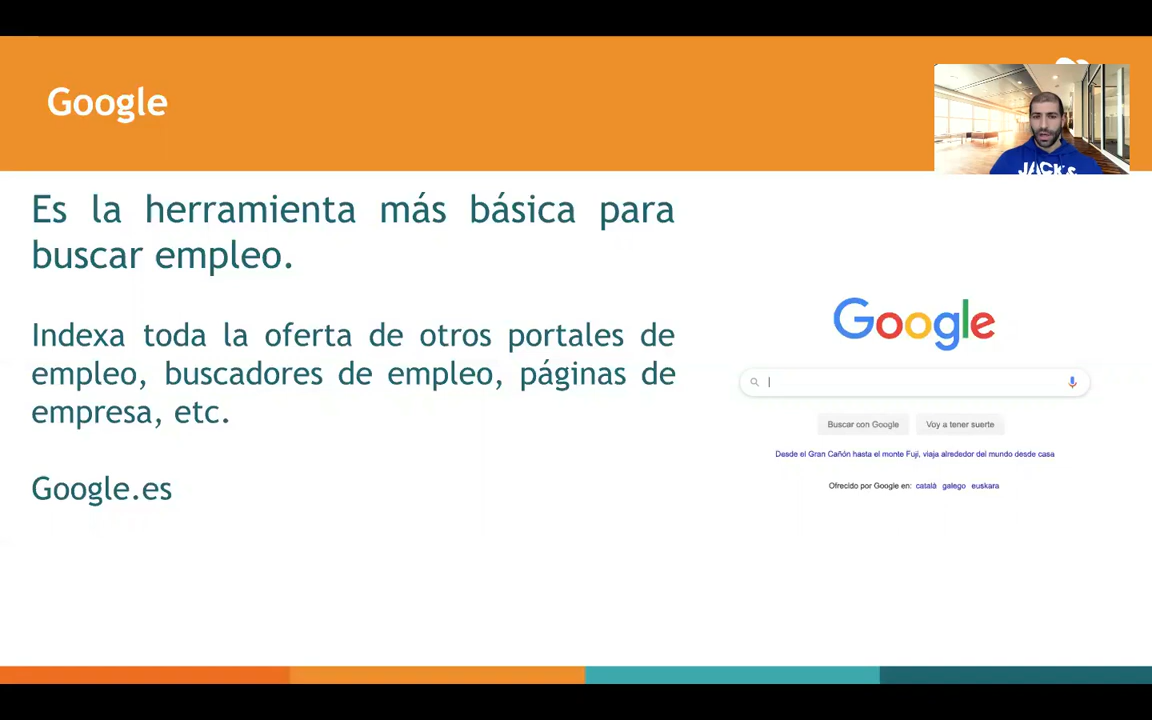 Google
JACK&
Es la herramienta más básica para
buscar empleo.
Indexa toda la oferta de otros portales de
empleo, buscadores de empleo, páginas de
empresa, etc.
Google.es
Google
Buscar con Google
Voy a tener suerte
Desde el Gran Cañón hasta el monte Fuji, viaja alrededor del mundo desde casa
Ofrecido por Google en: català galego euskara